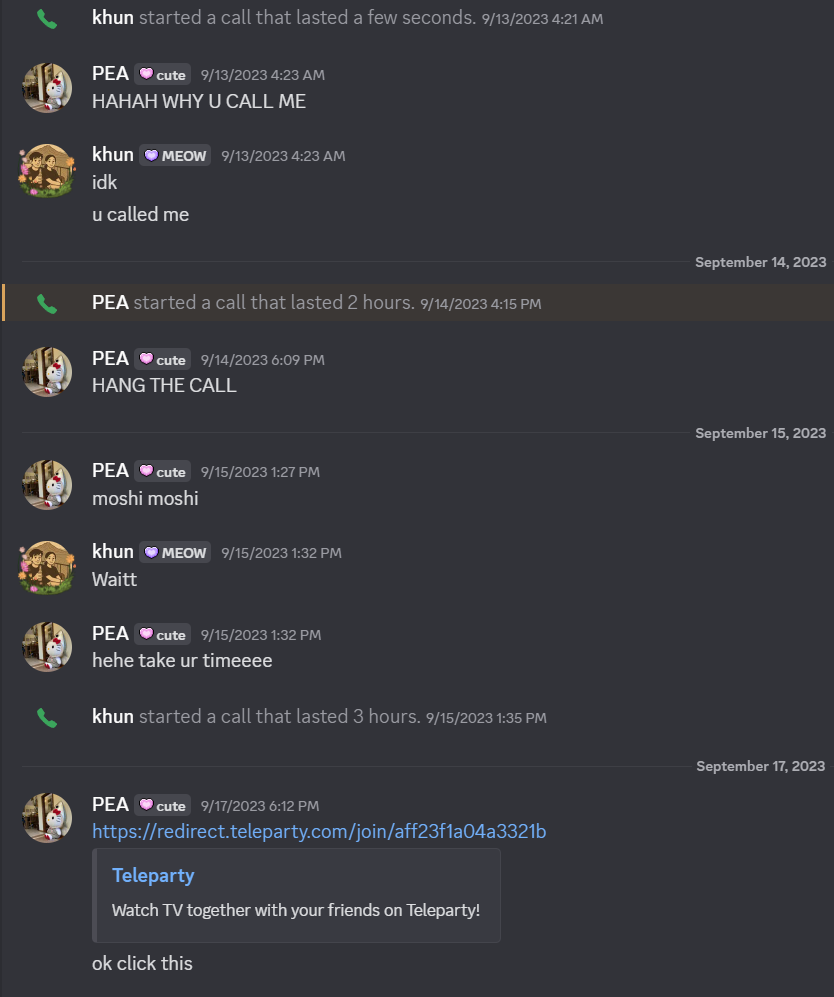 khun started a call that lasted a few seconds. 9/13/2023 4:21 AM
PEA cute 9/13/2023 4:23 AM
HAHAH WHY U CALL ME
khun MEOW 9/13/2023 4:23 AM
idk
u called me
September 14, 2023
PEA started a call that lasted 2 hours. 9/14/2023 4:15 PM
PEA cute 9/14/2023 6:09 PM
HANG THE CALL
September 15, 2023
PEA cute 9/15/2023 1:27 PM
moshi moshi
khun MEOW 9/15/2023 1:32 PM
Waitt
PEA cute 9/15/2023 1:32 PM
hehe take ur timeeee
khun started a call that lasted 3 hours. 9/15/2023 1:35 PM
September 17, 2023
PEA cute 9/17/2023 6:12 PM
https://redirect.teleparty.com/join/aff23f1a04a3321b
Teleparty
Watch TV together with your friends on Teleparty!
ok click this